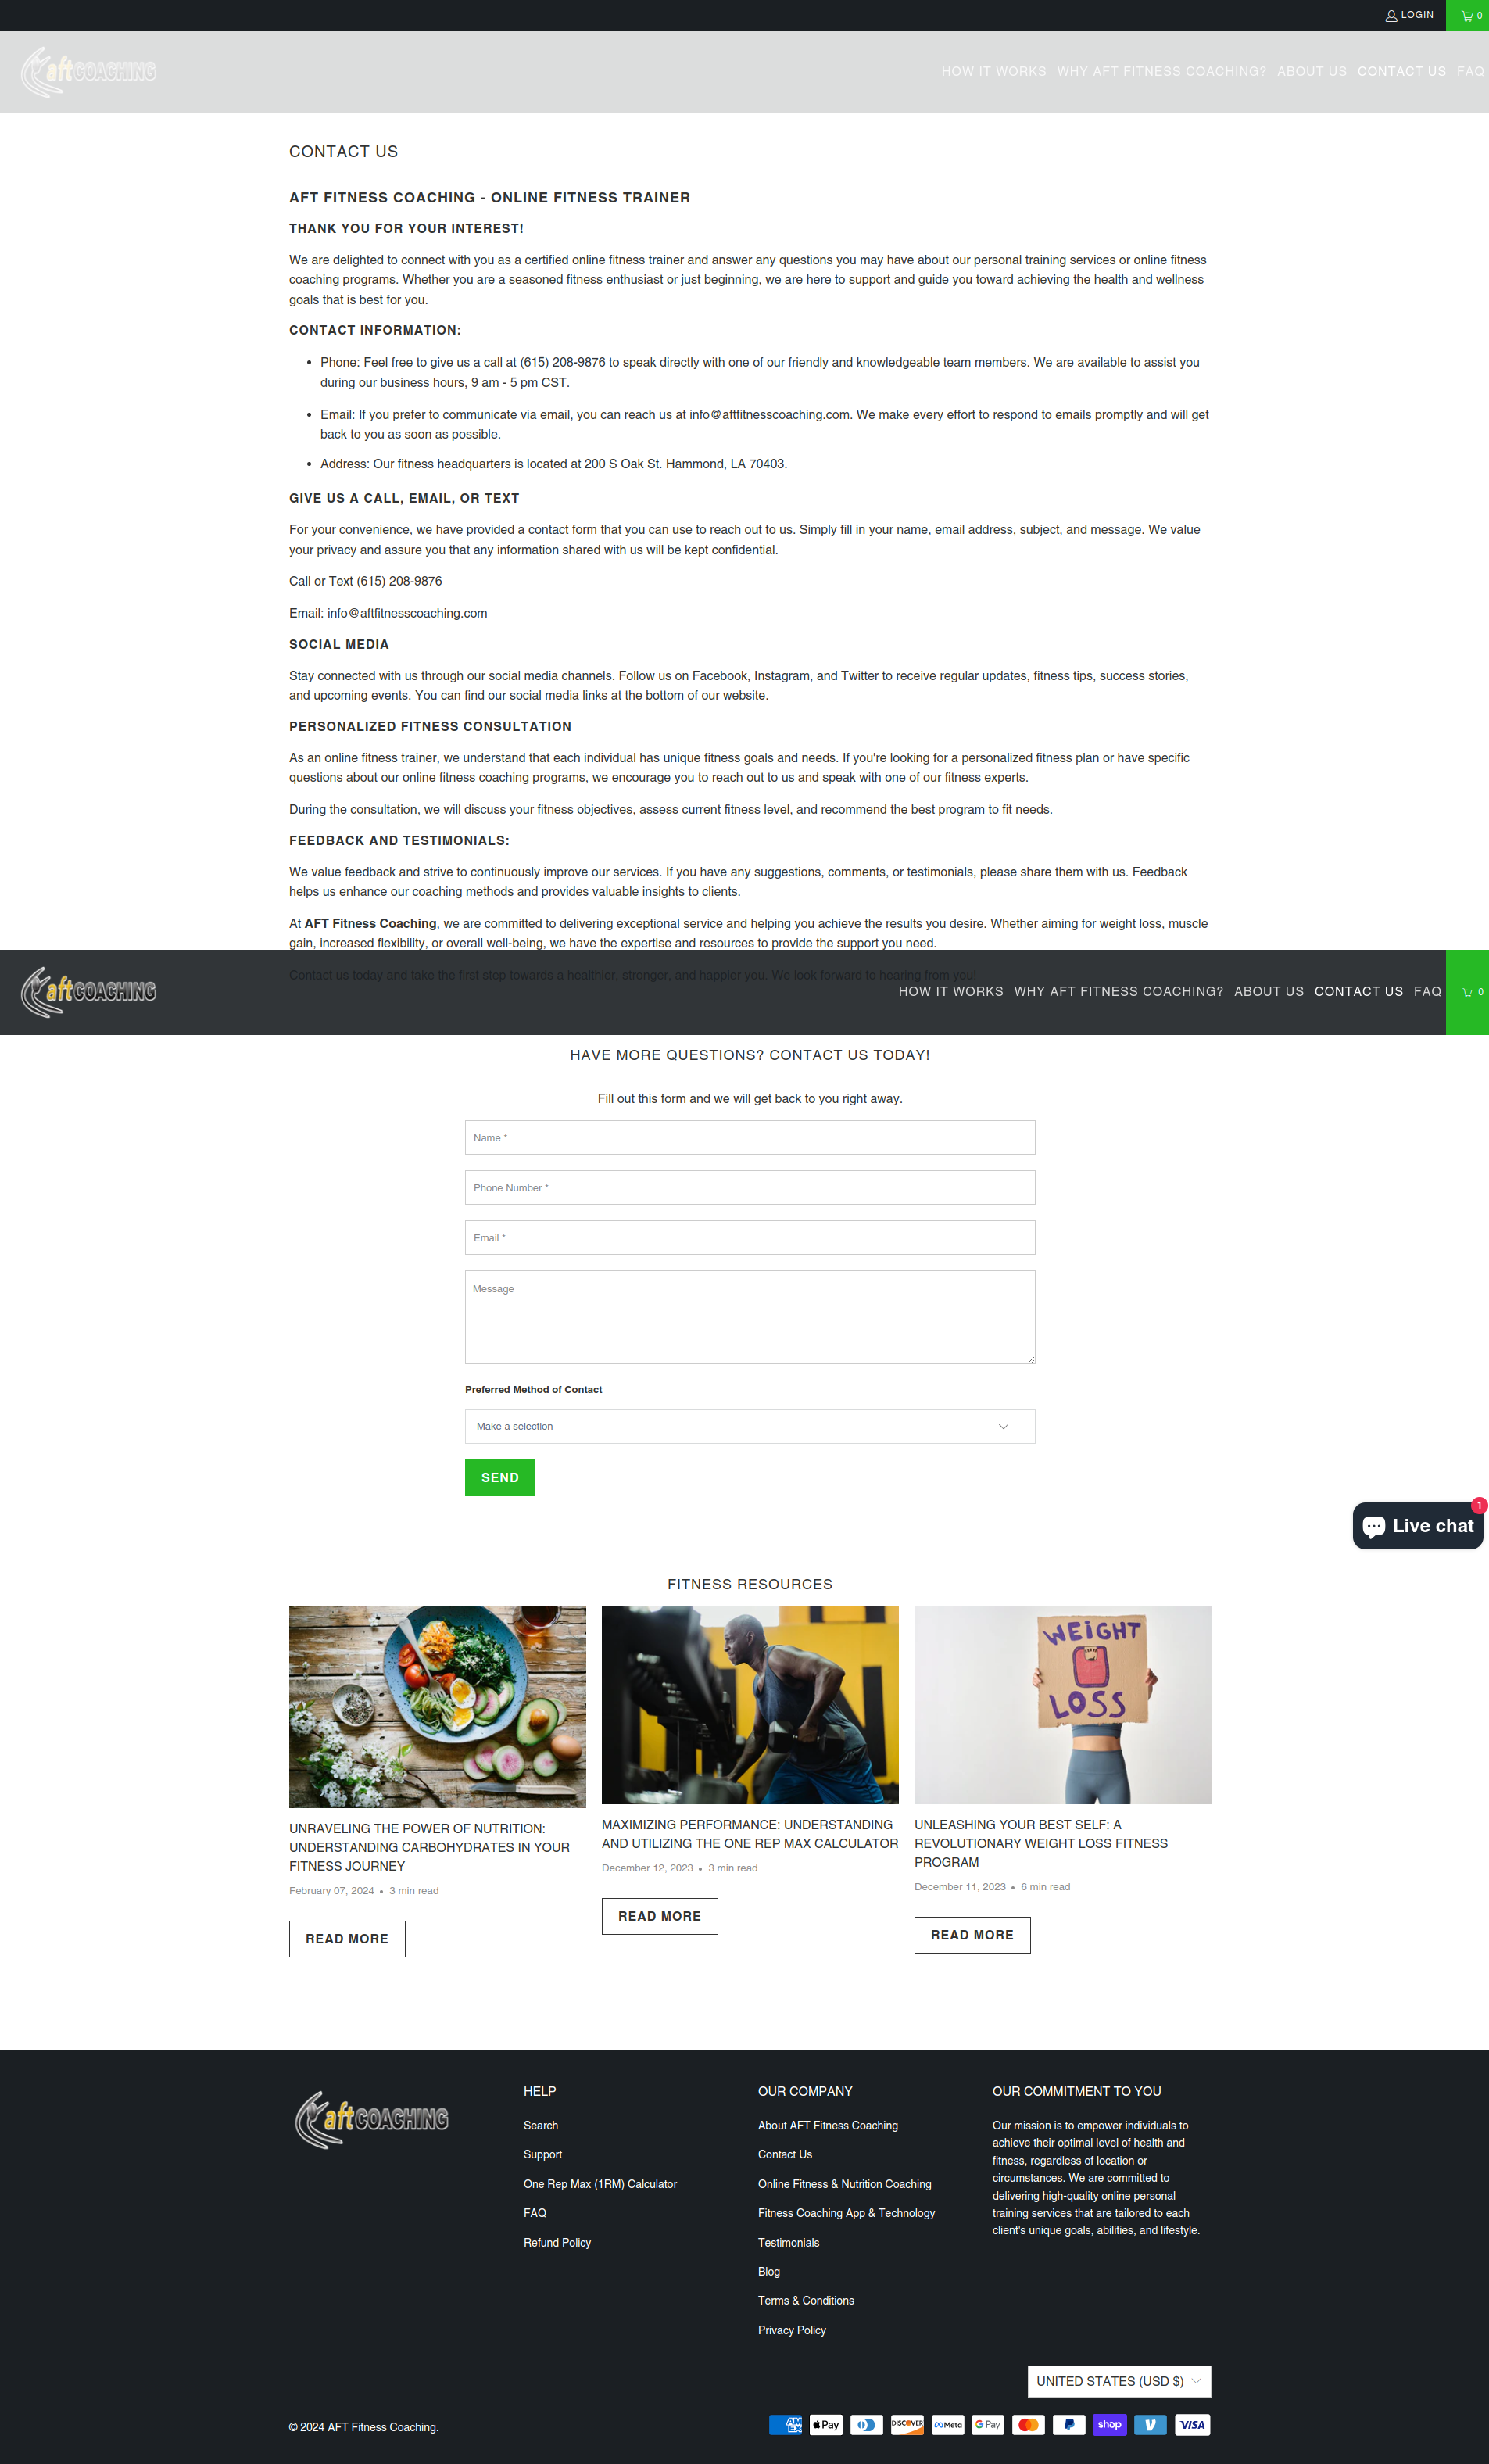 LOGIN
0
aft COACHING
HOW IT WORKS WHY AFT FITNESS COACHING? ABOUT US CONTACT US FAQ
CONTACT US
AFT FITNESS COACHING - ONLINE FITNESS TRAINER
THANK YOU FOR YOUR INTEREST!
We are delighted to connect with you as a certified online fitness trainer and answer any questions you may have about our personal training services or online fitness
coaching programs. Whether you are a seasoned fitness enthusiast or just beginning, we are here to support and guide you toward achieving the health and wellness
goals that is best for you.
CONTACT INFORMATION:
• Phone: Feel free to give us a call at (615) 208-9876 to speak directly with one of our friendly and knowledgeable team members. We are available to assist you
during our business hours, 9 am - 5 pm CST.
• Email: If you prefer to communicate via email, you can reach us at info@aftfitnesscoaching.com. We make every effort to respond to emails promptly and will get
back to you as soon as possible.
• Address: Our fitness headquarters is located at 200 S Oak St. Hammond, LA 70403.
GIVE US A CALL, EMAIL, OR TEXT
For your convenience, we have provided a contact form that you can use to reach out to us. Simply fill in your name, email address, subject, and message. We value
your privacy and assure you that any information shared with us will be kept confidential.
Call or Text (615) 208-9876
Email: info@aftfitnesscoaching.com
SOCIAL MEDIA
Stay connected with us through our social media channels. Follow us on Facebook, Instagram, and Twitter to receive regular updates, fitness tips, success stories,
and upcoming events. You can find our social media links at the bottom of our website.
PERSONALIZED FITNESS CONSULTATION
As an online fitness trainer, we understand that each individual has unique fitness goals and needs. If you're looking for a personalized fitness plan or have specific
questions about our online fitness coaching programs, we encourage you to reach out to us and speak with one of our fitness experts.
During the consultation, we will discuss your fitness objectives, assess current fitness level, and recommend the best program to fit needs.
FEEDBACK AND TESTIMONIALS:
We value feedback and strive to continuously improve our services. If you have any suggestions, comments, or testimonials, please share them with us. Feedback
helps us enhance our coaching methods and provides valuable insights to clients.
At AFT Fitness Coaching, we are committed to delivering exceptional service and helping you achieve the results you desire. Whether aiming for weight loss, muscle
gain, increased flexibility, or overall well-being, we have the expertise and resources to provide the support you need.
Contact us today and take the first step towards a healthier, stronger, and happier you. We look forward to hearing from you!
aft COACHING
HOW IT WORKS WHY AFT FITNESS COACHING? ABOUT US CONTACT US FAQ
0
HAVE MORE QUESTIONS? CONTACT US TODAY!
Fill out this form and we will get back to you right away.
Name *
Phone Number *
Email *
Message
Preferred Method of Contact
Make a selection
SEND
1
Live chat
FITNESS RESOURCES
WEIGHT
LOSS
UNRAVELING THE POWER OF NUTRITION:
UNDERSTANDING CARBOHYDRATES IN YOUR
FITNESS JOURNEY
February 07, 2024 • 3 min read
READ MORE
MAXIMIZING PERFORMANCE: UNDERSTANDING
AND UTILIZING THE ONE REP MAX CALCULATOR
December 12, 2023 • 3 min read
READ MORE
UNLEASHING YOUR BEST SELF: A
REVOLUTIONARY WEIGHT LOSS FITNESS
PROGRAM
December 11, 2023 • 6 min read
READ MORE
aft COACHING
HELP
Search
Support
One Rep Max (1RM) Calculator
FAQ
Refund Policy
OUR COMPANY
About AFT Fitness Coaching
Contact Us
Online Fitness & Nutrition Coaching
Fitness Coaching App & Technology
Testimonials
Blog
Terms & Conditions
Privacy Policy
OUR COMMITMENT TO YOU
Our mission is to empower individuals to
achieve their optimal level of health and
fitness, regardless of location or
circumstances. We are committed to
delivering high-quality online personal
training services that are tailored to each
client's unique goals, abilities, and lifestyle.
UNITED STATES (USD $)
© 2024 AFT Fitness Coaching.
AMEX Pay DISCOVER Meta G Pay shop VISA